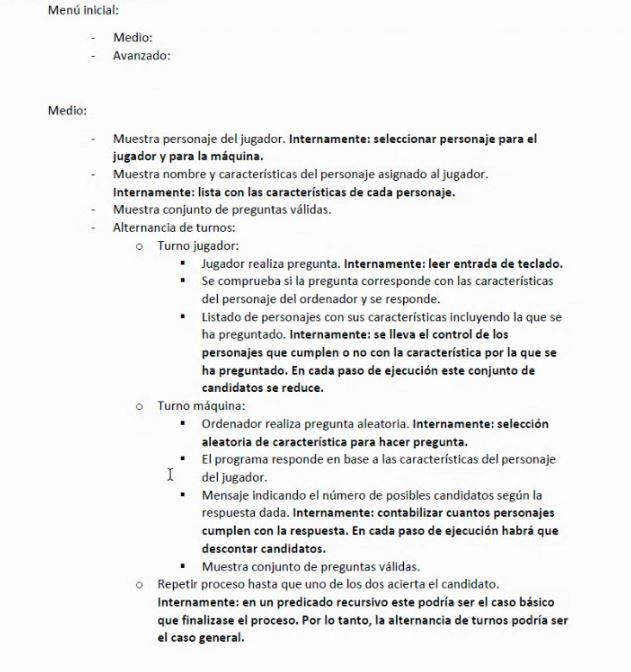 Menú inicial:
- Medio:
- Avanzado:
Medio:
- Muestra personaje del jugador. Internamente: seleccionar personaje para el
jugador y para la máquina.
- Muestra nombre y características del personaje asignado al jugador.
Internamente: lista con las características de cada personaje.
- Muestra conjunto de preguntas válidas.
- Alternancia de turnos:
o Turno jugador:
▪ Jugador realiza pregunta. Internamente: leer entrada de teclado.
▪ Se comprueba si la pregunta corresponde con las características
del personaje del ordenador y se responde.
▪ Listado de personajes con sus características incluyendo la que se
ha preguntado. Internamente: se lleva el control de los
personajes que cumplen o no con la característica por la que se
ha preguntado. En cada paso de ejecución este conjunto de
candidatos se reduce.
o Turno máquina:
▪ Ordenador realiza pregunta aleatoria. Internamente: selección
aleatoria de característica para hacer pregunta.
▪ El programa responde en base a las características del personaje
del jugador.
▪ Mensaje indicando el número de posibles candidatos según la
respuesta dada. Internamente: contabilizar cuantos personajes
cumplen con la respuesta. En cada paso de ejecución habrá que
descontar candidatos.
▪ Muestra conjunto de preguntas válidas.
o Repetir proceso hasta que uno de los dos acierta el candidato.
Internamente: en un predicado recursivo este podría ser el caso básico
que finalizase el proceso. Por lo tanto, la alternancia de turnos podría ser
el caso general.